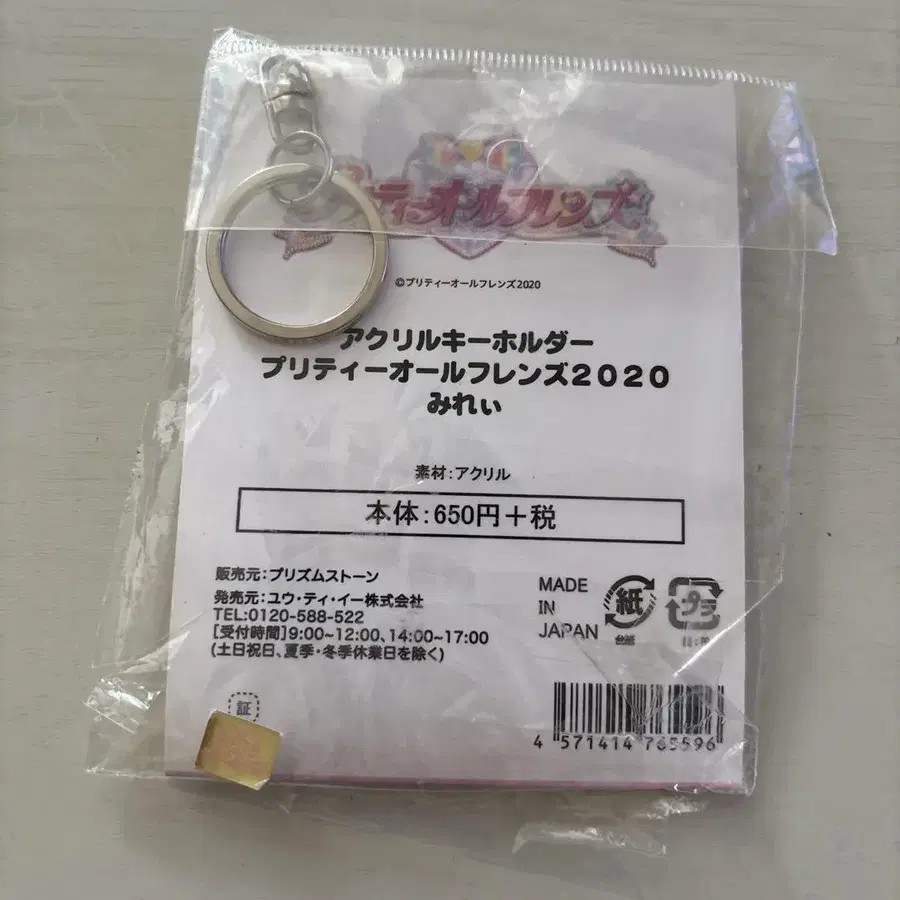 プリティーオールフレンズ
©プリティーオールフレンズ2020
アクリルキーホルダー
プリティーオールフレンズ2020
みれぃ
素材:アクリル
本体:650円+税
販売元:プリズムストーン
発売元:ユウ・ティ・イー株式会社
TEL:0120-588-522
[受付時間]9:00~12:00、14:00~17:00
(土日祝日、夏季・冬季休業日を除く)
MADE
IN
JAPAN
紙
台紙
プラ
証
4 571414 765596